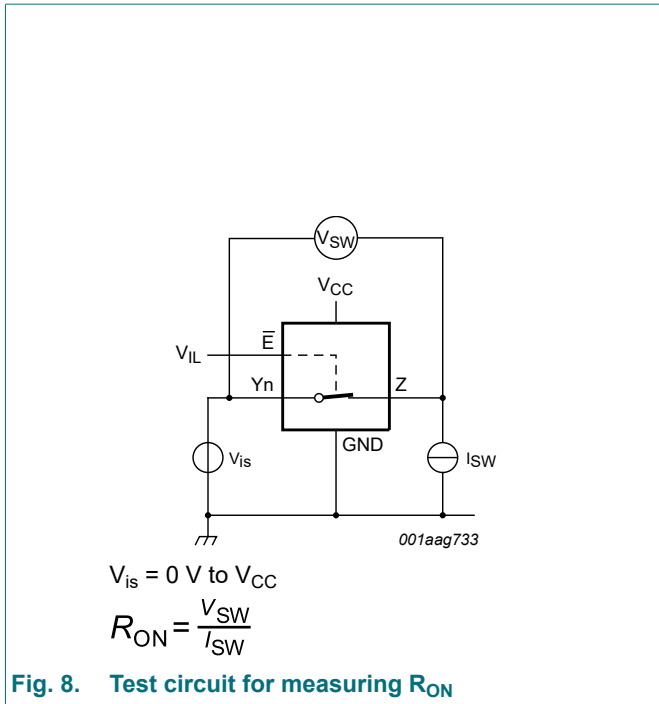 VSW
VCC
E
VIL
Yn
Z
GND
Vis
ISW
001aag733
Vis = 0 V to VCC
RON = VSW / ISW
Fig. 8. Test circuit for measuring RON